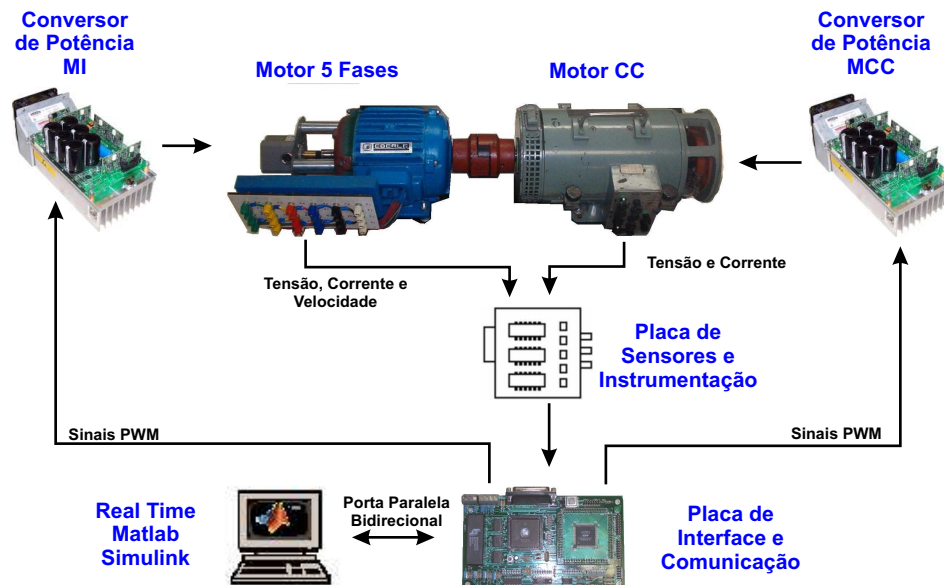 Conversor
de Potência
MI
Motor 5 Fases
Motor CC
Conversor
de Potência
MCC
Tensão, Corrente e
Velocidade
Tensão e Corrente
Placa de
Sensores e
Instrumentação
Sinais PWM
Sinais PWM
Real Time
Matlab
Simulink
Porta Paralela
Bidirecional
Placa de
Interface e
Comunicação